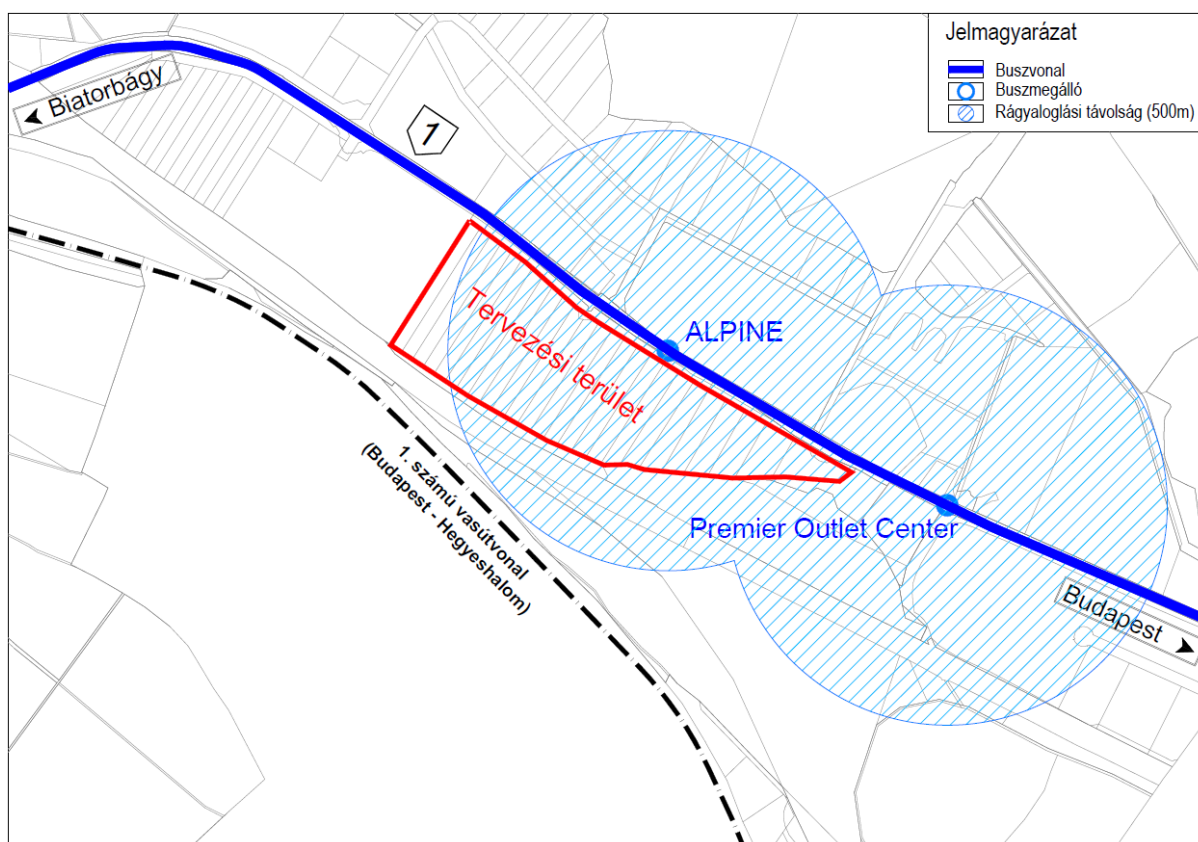 Jelmagyarázat
Buszvonal
Buszmegálló
Rágyaloglási távolság (500m)
Biatorbágy
1
ALPINE
Tervezési terület
Premier Outlet Center
1. számú vasútvonal
(Budapest - Hegyeshalom)
Budapest